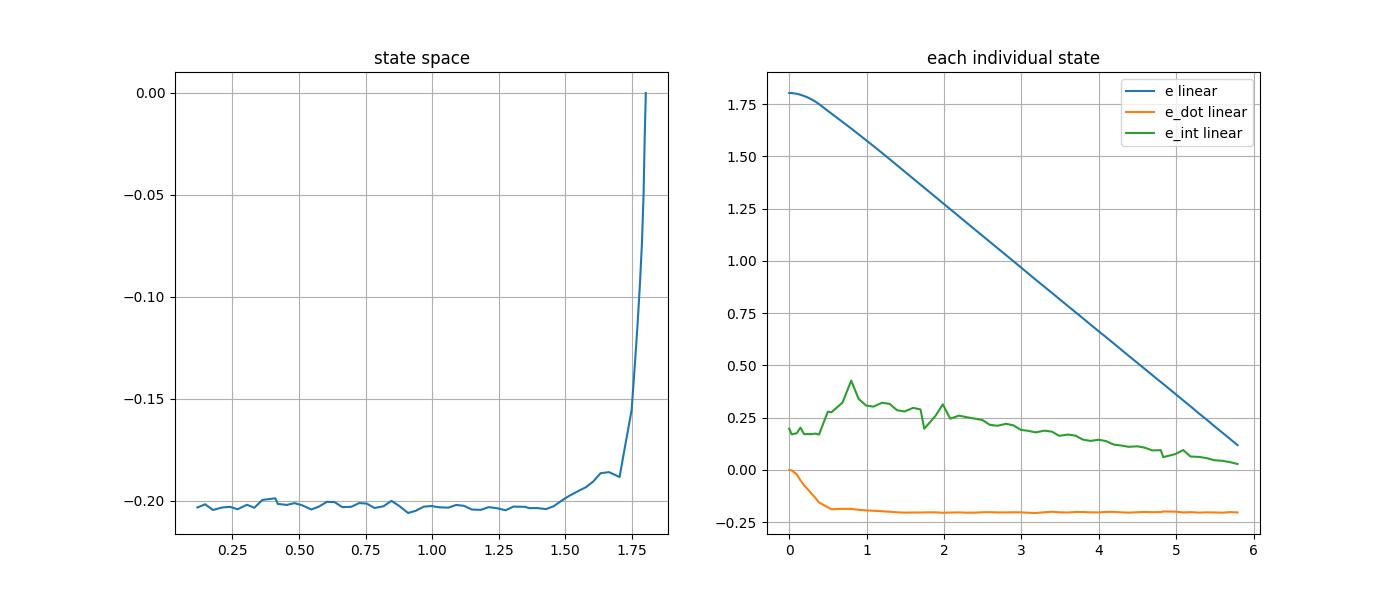 state space
0.00
−0.05
−0.10
−0.15
−0.20
0.25 0.50 0.75 1.00 1.25 1.50 1.75
each individual state
1.75
1.50
1.25
1.00
0.75
0.50
0.25
0.00
−0.25
0 1 2 3 4 5 6
e linear
e_dot linear
e_int linear